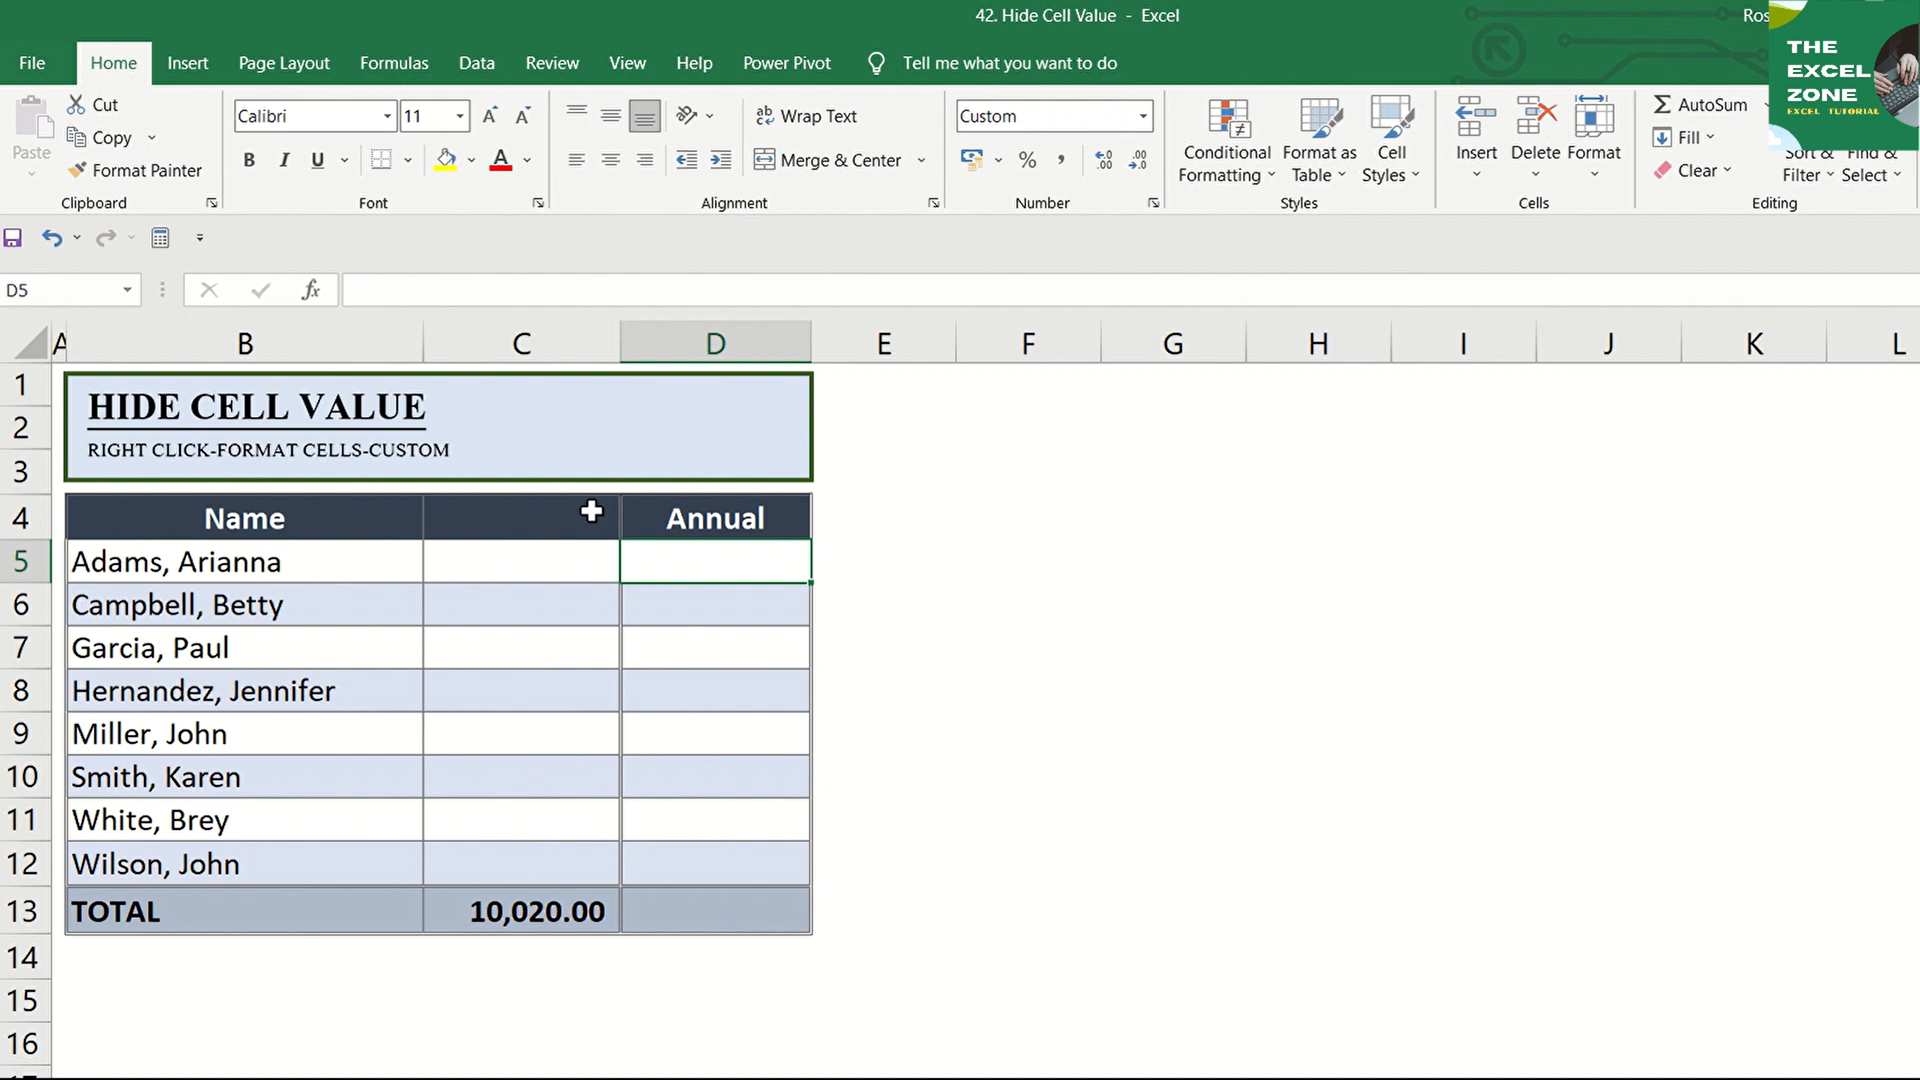 42. Hide Cell Value - Excel
Ros
THE
EXCEL
ZONE
EXCEL TUTORIAL
File Home Insert Page Layout Formulas Data Review View Help Power Pivot Tell me what you want to do
Paste
Cut
Copy
Format Painter
Clipboard
Calibri 11
B I U
Font
Wrap Text
Merge & Center
Alignment
Custom
%
Number
Conditional Formatting
Format as Table
Cell Styles
Styles
Insert Delete Format
Cells
AutoSum
Fill
Clear
Sort & Filter
Find & Select
Editing
D5
fx
A B C D E F G H I J K L
1
HIDE CELL VALUE
2
RIGHT CLICK-FORMAT CELLS-CUSTOM
3
4 Name Annual
5 Adams, Arianna
6 Campbell, Betty
7 Garcia, Paul
8 Hernandez, Jennifer
9 Miller, John
10 Smith, Karen
11 White, Brey
12 Wilson, John
13 TOTAL 10,020.00
14
15
16